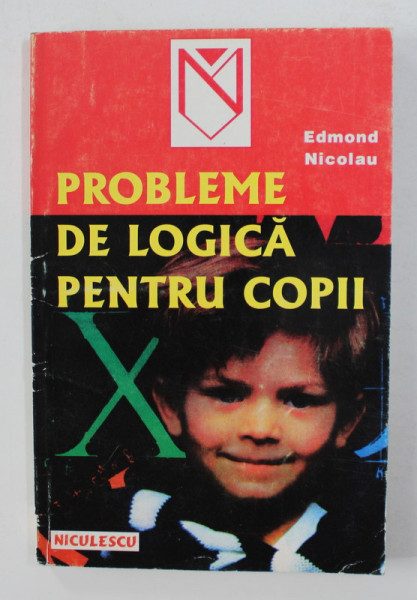 Edmond
Nicolau
PROBLEME
DE LOGICĂ
PENTRU COPII
X
NICULESCU